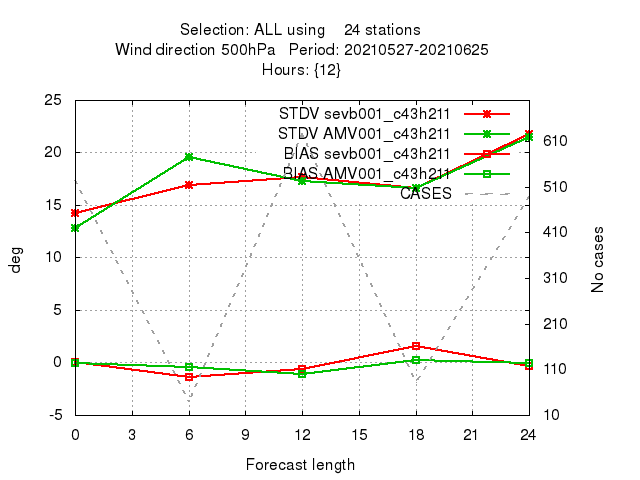 Selection: ALL using    24 stations
Wind direction 500hPa   Period: 20210527-20210625
Hours: {12}
25
20
15
10
5
0
-5
deg
STDV sevb001_c43h211
STDV AMV001_c43h211
BIAS sevb001_c43h211
BIAS AMV001_c43h211
CASES
610
510
410
310
210
110
10
No cases
0 3 6 9 12 15 18 21 24
Forecast length